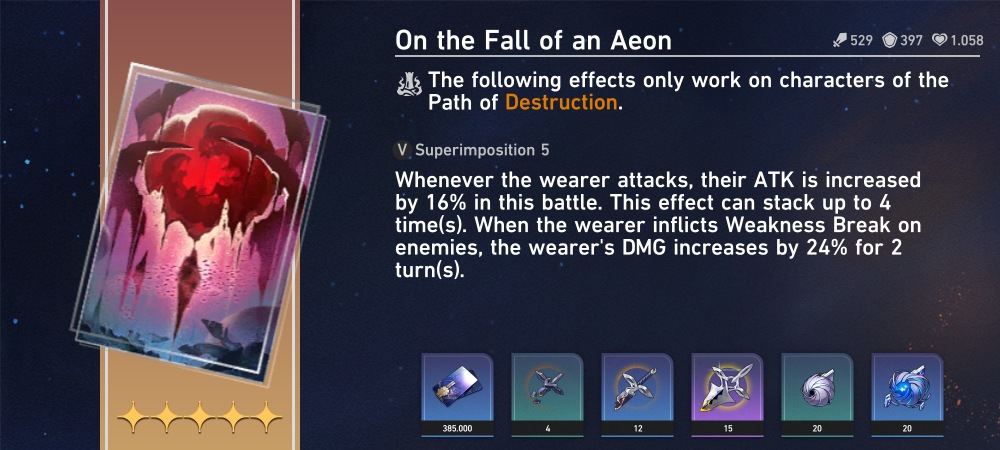 On the Fall of an Aeon
529 397 1.058
The following effects only work on characters of the
Path of Destruction.
V Superimposition 5
Whenever the wearer attacks, their ATK is increased
by 16% in this battle. This effect can stack up to 4
time(s). When the wearer inflicts Weakness Break on
enemies, the wearer's DMG increases by 24% for 2
turn(s).
385.000 4 12 15 20 20